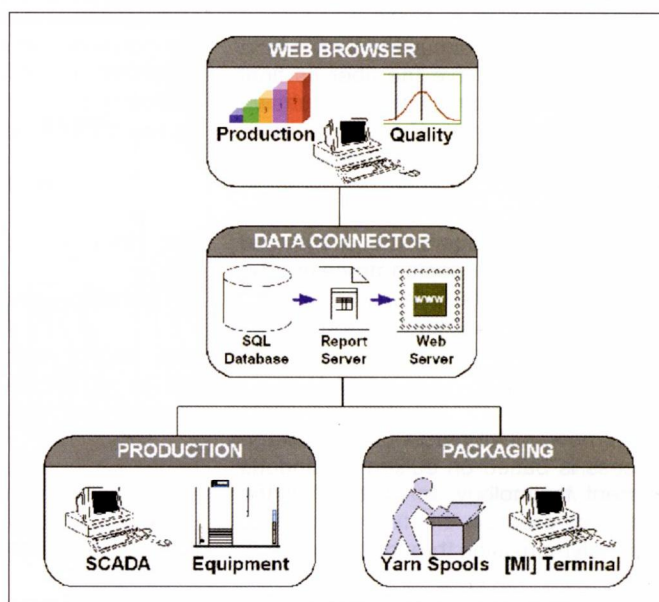 WEB BROWSER
Production
Quality
DATA CONNECTOR
SQL
Database
Report
Server
www
Web
Server
PRODUCTION
SCADA
Equipment
PACKAGING
Yarn Spools
[MI] Terminal